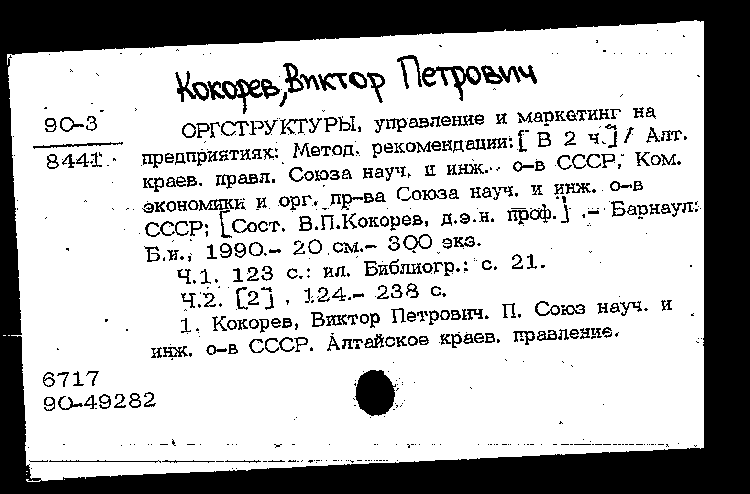 Кокорев, Виктор Петрович
90-3
8441
ОРГСТРУКТУРЫ, управление и маркетинг на
предприятиях: Метод. рекомендации:[ В 2 ч.]/ Алт.
краев. правл. Союза науч. и инж. о-в СССР, Ком.
экономики и орг. пр-ва Союза науч. и инж. о-в
СССР; [Сост. В.П.Кокорев, д.э.н. проф.] .- Барнаул:
Б.и., 1990.- 20 см.- 300 экз.
Ч.1. 123 с.: ил. Библиогр.: с. 21.
Ч.2. [2] , 124.- 238 с.
1. Кокорев, Виктор Петрович. П. Союз науч. и
инж. о-в СССР. Алтайское краев. правление.
6717
90-49282